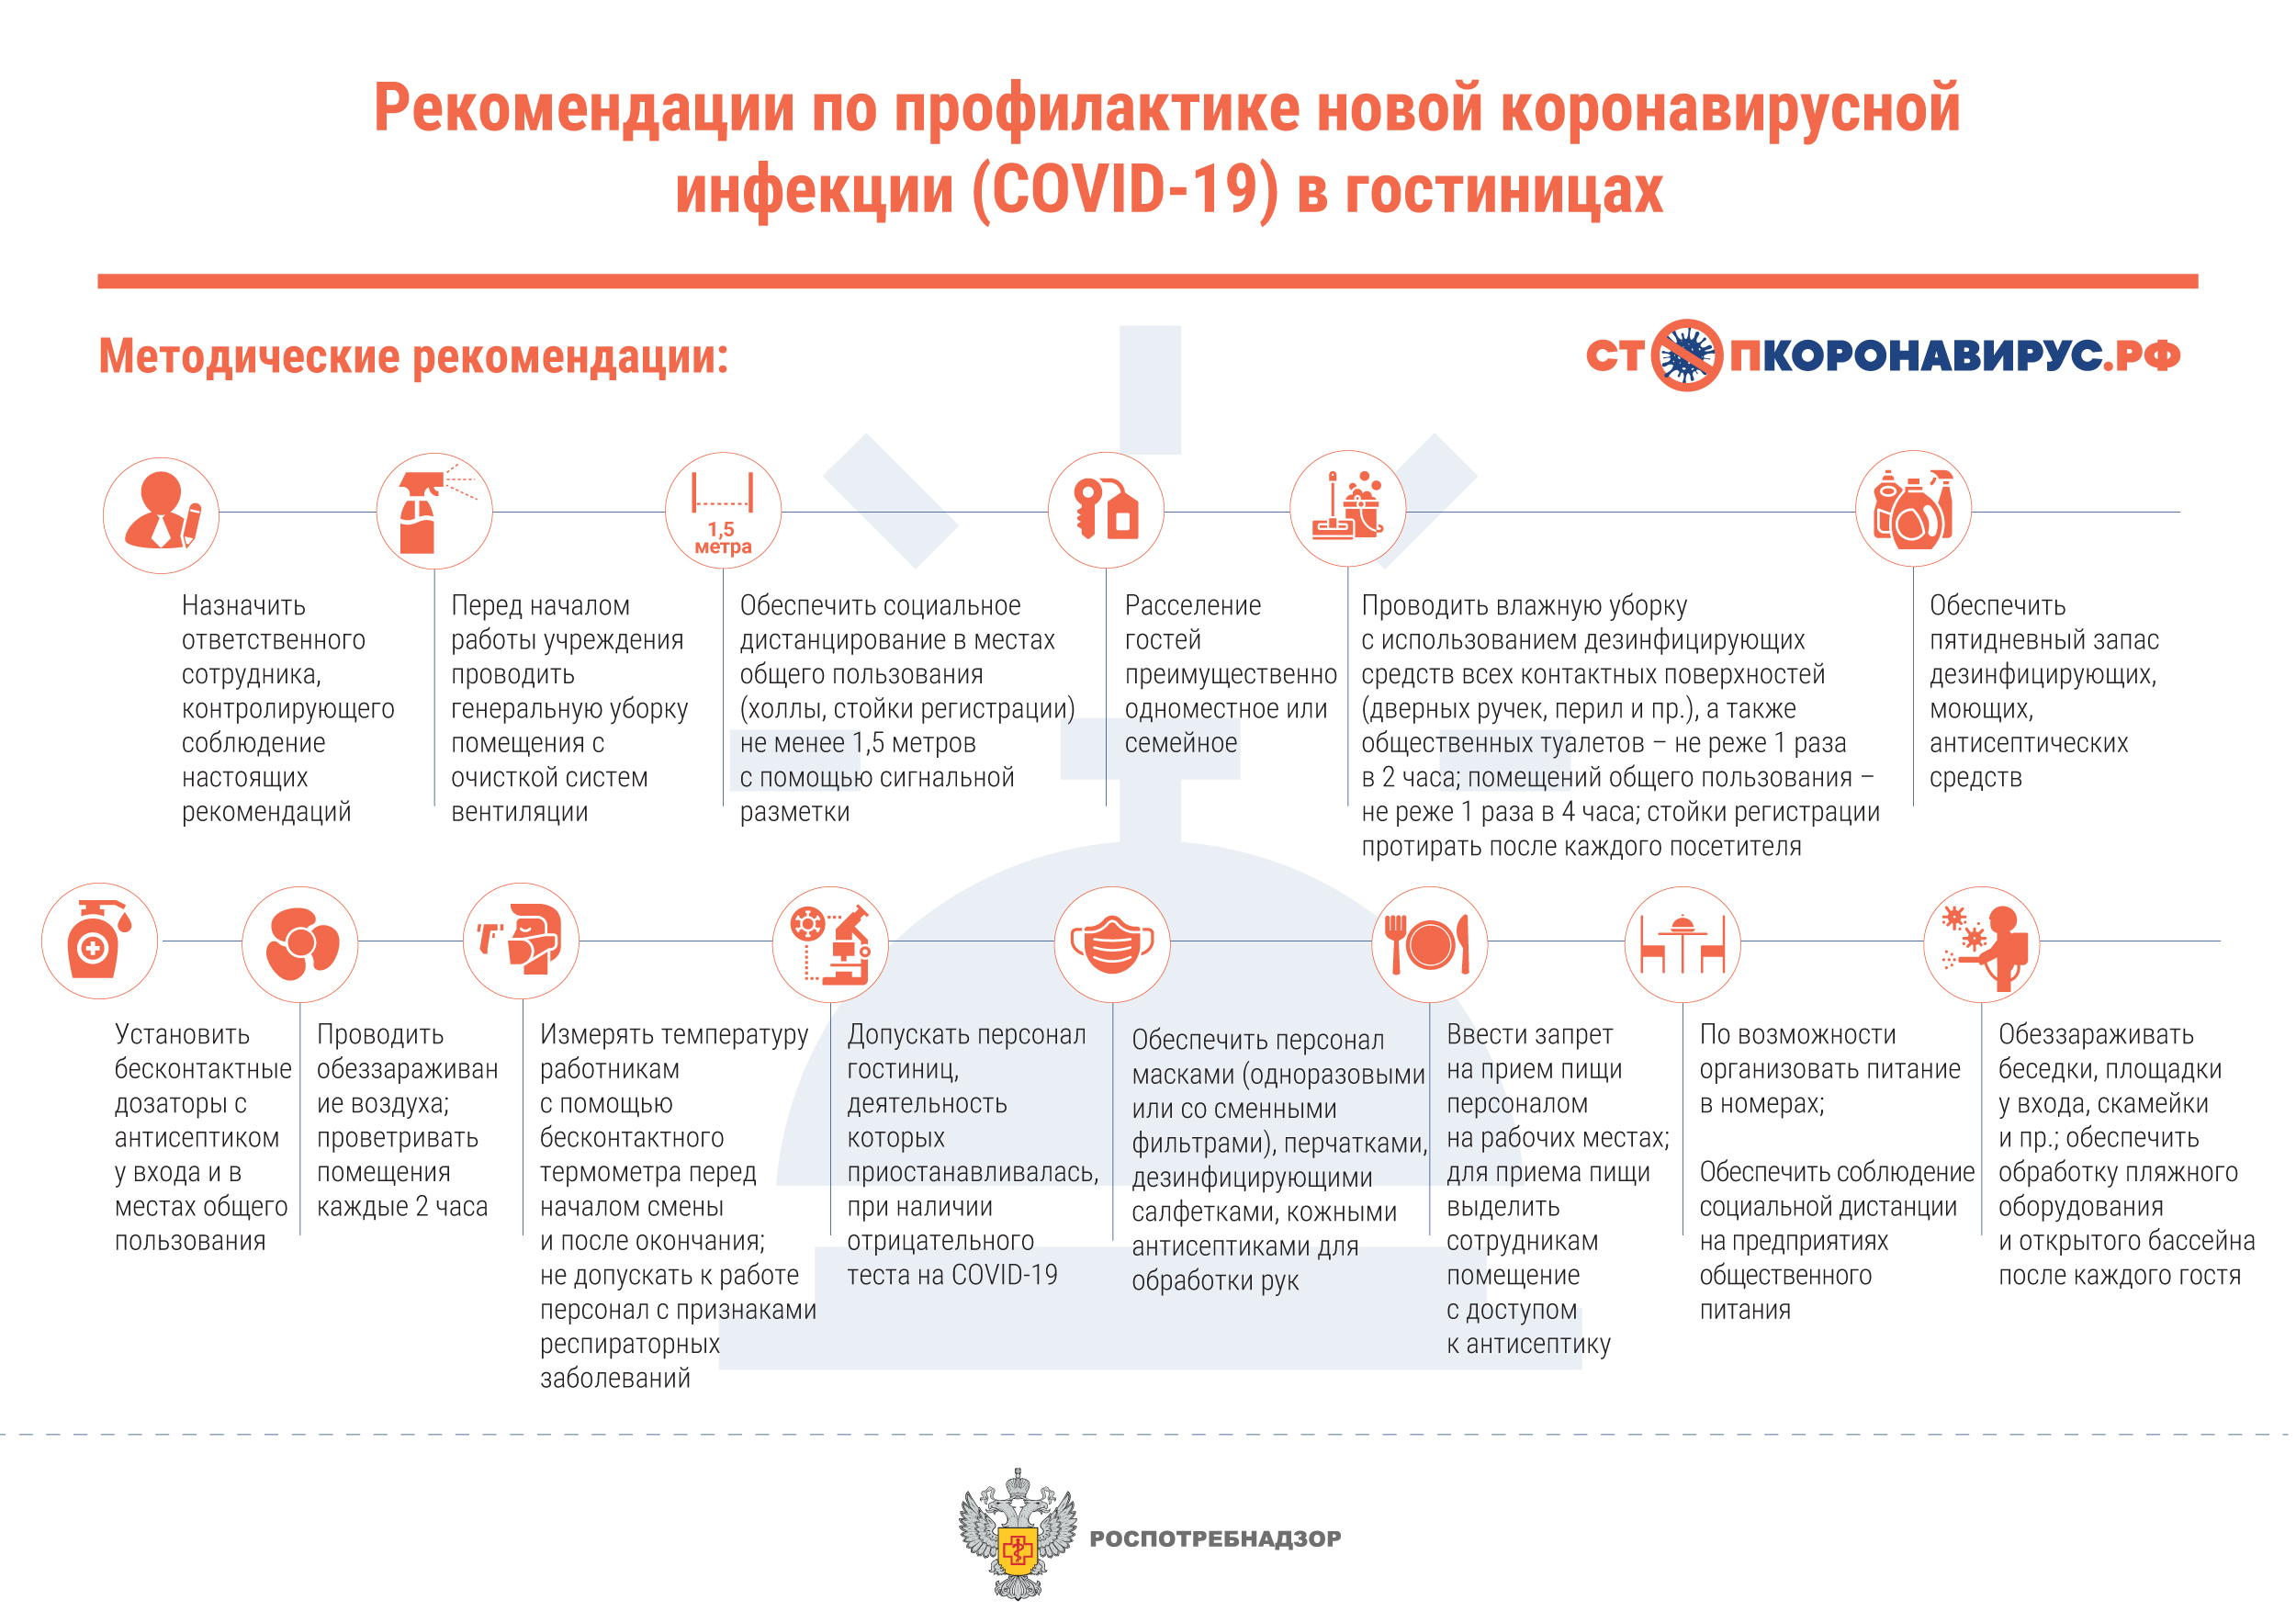 Рекомендации по профилактике новой коронавирусной
инфекции (COVID-19) в гостиницах
Методические рекомендации:
СТОПКОРОНАВИРУС.РФ
1,5
метра
Назначить
ответственного
сотрудника,
контролирующего
соблюдение
настоящих
рекомендаций
Перед началом
работы учреждения
проводить
генеральную уборку
помещения с
очисткой систем
вентиляции
Обеспечить социальное
дистанцирование в местах
общего пользования
(холлы, стойки регистрации)
не менее 1,5 метров
с помощью сигнальной
разметки
Расселение
гостей
преимущественно
одноместное или
семейное
Проводить влажную уборку
с использованием дезинфицирующих
средств всех контактных поверхностей
(дверных ручек, перил и пр.), а также
общественных туалетов – не реже 1 раза
в 2 часа; помещений общего пользования –
не реже 1 раза в 4 часа; стойки регистрации
протирать после каждого посетителя
Обеспечить
пятидневный запас
дезинфицирующих,
моющих,
антисептических
средств
Установить
бесконтактные
дозаторы с
антисептиком
у входа и в
местах общего
пользования
Проводить
обеззараживан
ие воздуха;
проветривать
помещения
каждые 2 часа
Измерять температуру
работникам
с помощью
бесконтактного
термометра перед
началом смены
и после окончания;
не допускать к работе
персонал с признаками
респираторных
заболеваний
Допускать персонал
гостиниц,
деятельность
которых
приостанавливалась,
при наличии
отрицательного
теста на COVID-19
Обеспечить персонал
масками (одноразовыми
или со сменными
фильтрами), перчатками,
дезинфицирующими
салфетками, кожными
антисептиками для
обработки рук
Ввести запрет
на прием пищи
персоналом
на рабочих местах;
для приема пищи
выделить
сотрудникам
помещение
с доступом
к антисептику
По возможности
организовать питание
в номерах;
Обеспечить соблюдение
социальной дистанции
на предприятиях
общественного
питания
Обеззараживать
беседки, площадки
у входа, скамейки
и пр.; обеспечить
обработку пляжного
оборудования
и открытого бассейна
после каждого гостя
РОСПОТРЕБНАДЗОР